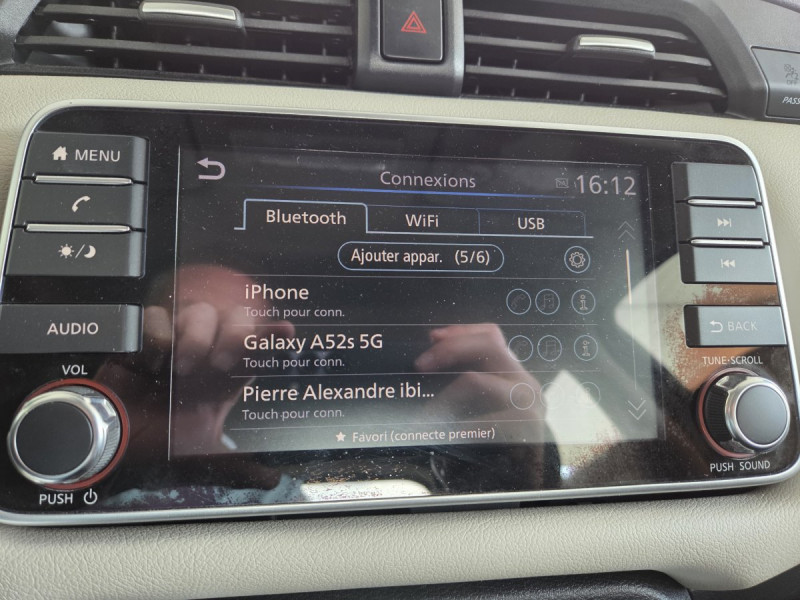 PASS
MENU
Connexions
16:12
Bluetooth
WiFi
USB
Ajouter appar. (5/6)
iPhone
Touch pour conn.
Galaxy A52s 5G
Touch pour conn.
Pierre Alexandre ibi...
Touch pour conn.
★ Favori (connecte premier)
AUDIO
VOL
PUSH
BACK
TUNE·SCROLL
PUSH SOUND